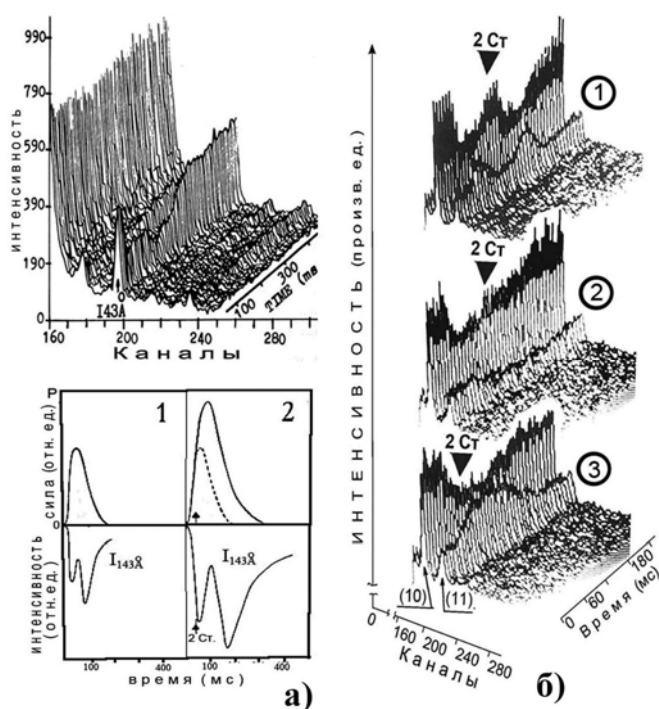 990
790
590
390
190
0
интенсивность
I43Å
160
200
240
280
300
Каналы
100
300
TIME (ms
P
сила (отн. ед.)
0
1
2
интенсивность
(отн.ед.)
I143Å
I143Å
2 Ст.
100
400
100
400
время (мс)
а)
ИНТЕНСИВНОСТЬ (произв. ед.)
2 Ст
1
2 Ст
2
2 Ст
3
(10)
(11)
0
160
200
240
280
Каналы
0
60
180
Время (мс)
б)